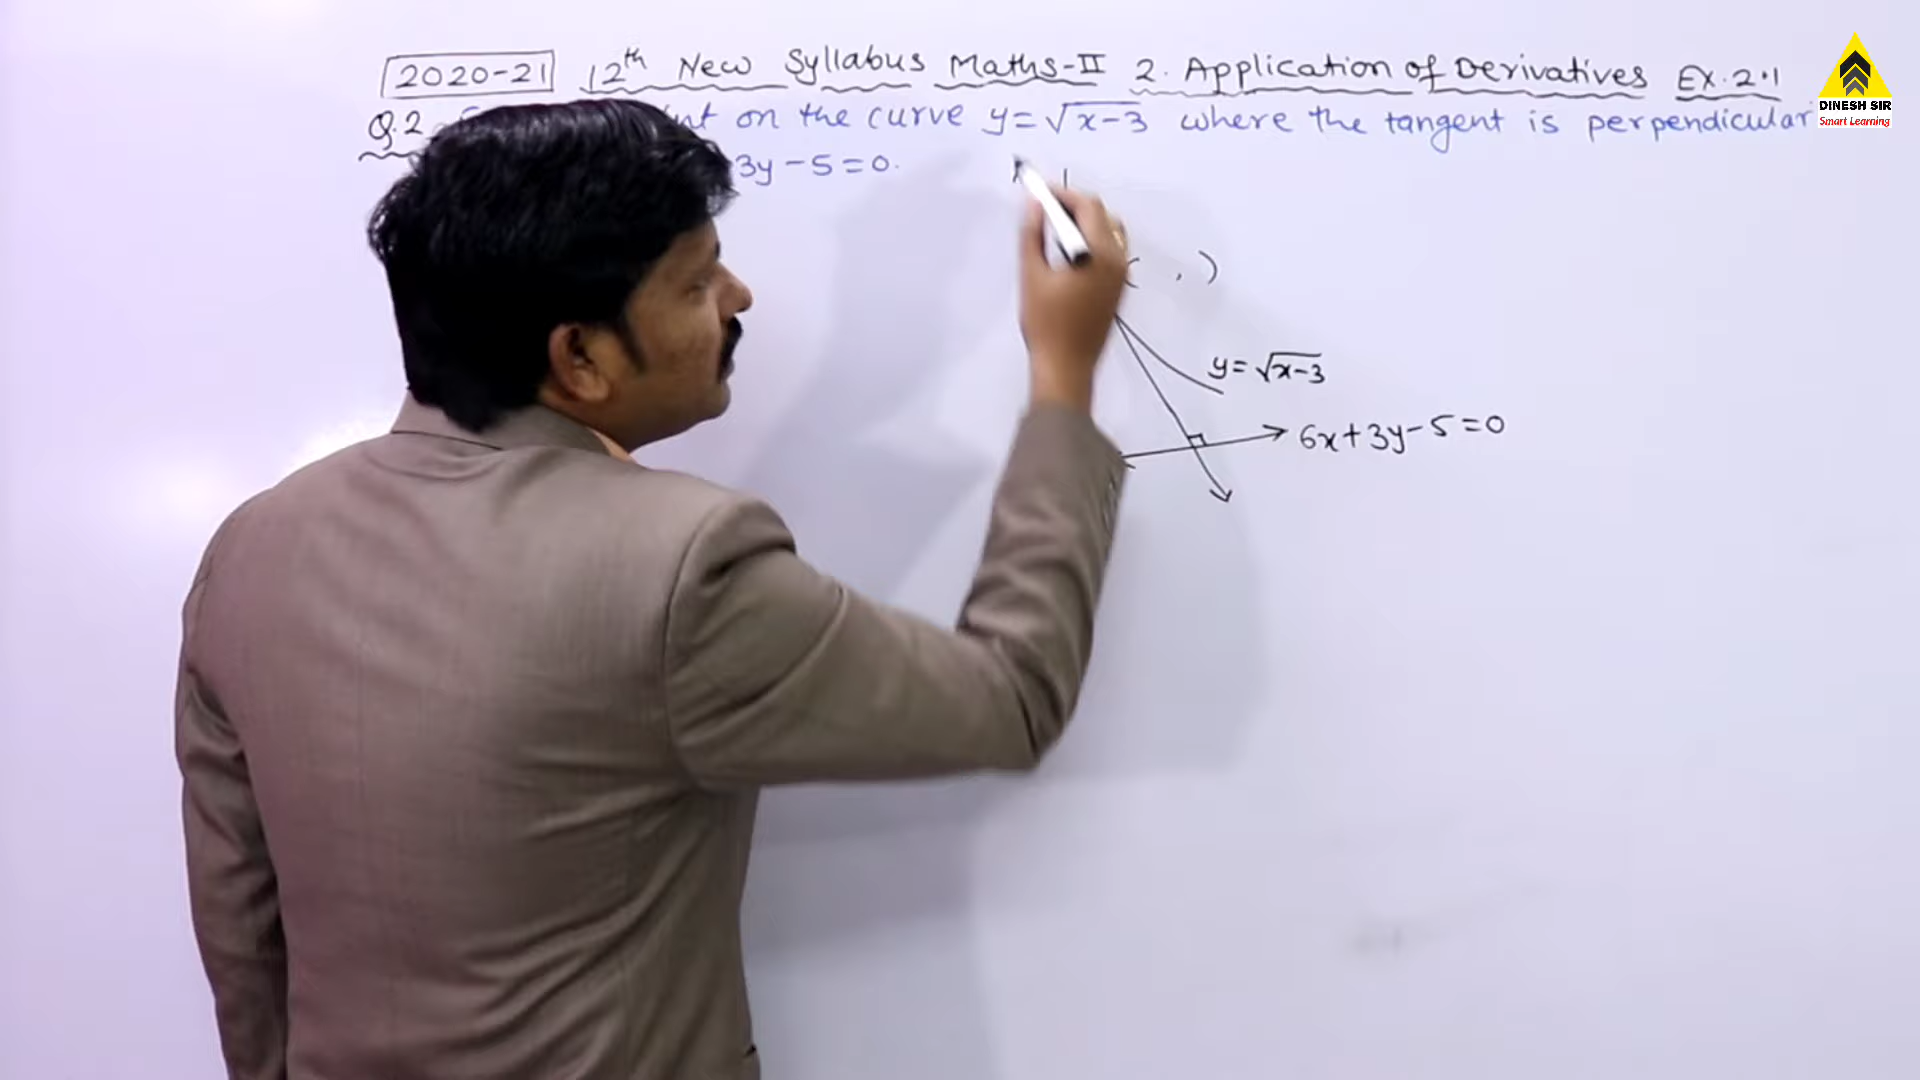 2020-21 12th New Syllabus Maths-II 2. Application of Derivatives Ex. 2.1
Q.2 on the curve y=√x-3 where the tangent is perpendicular
3y-5=0.
( , )
y=√x-3
6x+3y-5=0
DINESH SIR
Smart Learning